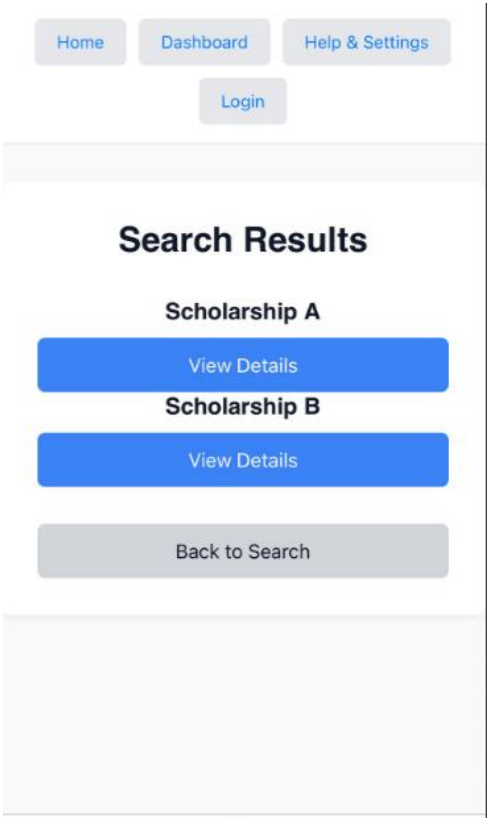 Home Dashboard Help & Settings
Login
Search Results
Scholarship A
View Details
Scholarship B
View Details
Back to Search